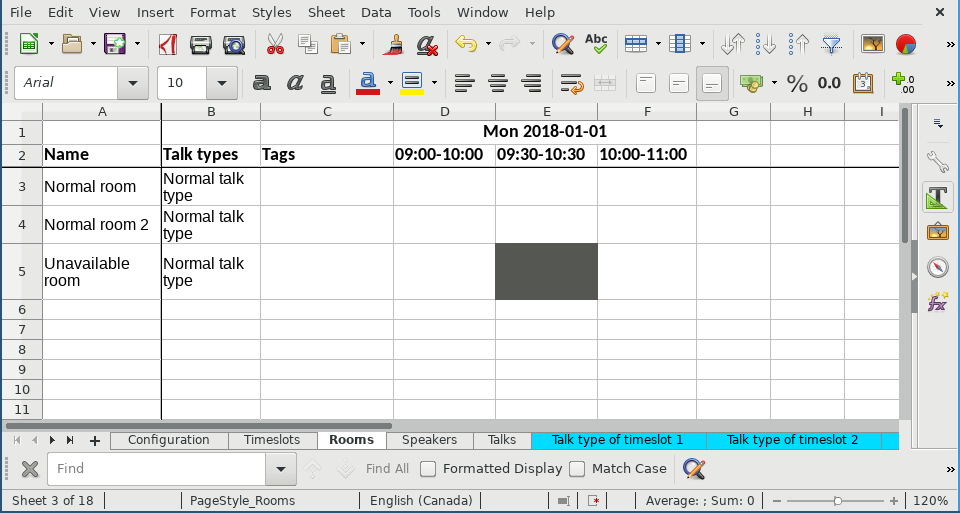 File Edit View Insert Format Styles Sheet Data Tools Window Help
Abc
Arial 10 a a a a % 0.0
A B C D E F G H I
1 Mon 2018-01-01
2 Name Talk types Tags 09:00-10:00 09:30-10:30 10:00-11:00
3 Normal room Normal talk
type
4 Normal room 2 Normal talk
type
5 Unavailable
room Normal talk
type
6
7
8
9
10
11
Configuration Timeslots Rooms Speakers Talks Talk type of timeslot 1 Talk type of timeslot 2
Find Find All Formatted Display Match Case
Sheet 3 of 18 PageStyle_Rooms English (Canada) Average: ; Sum: 0 120%